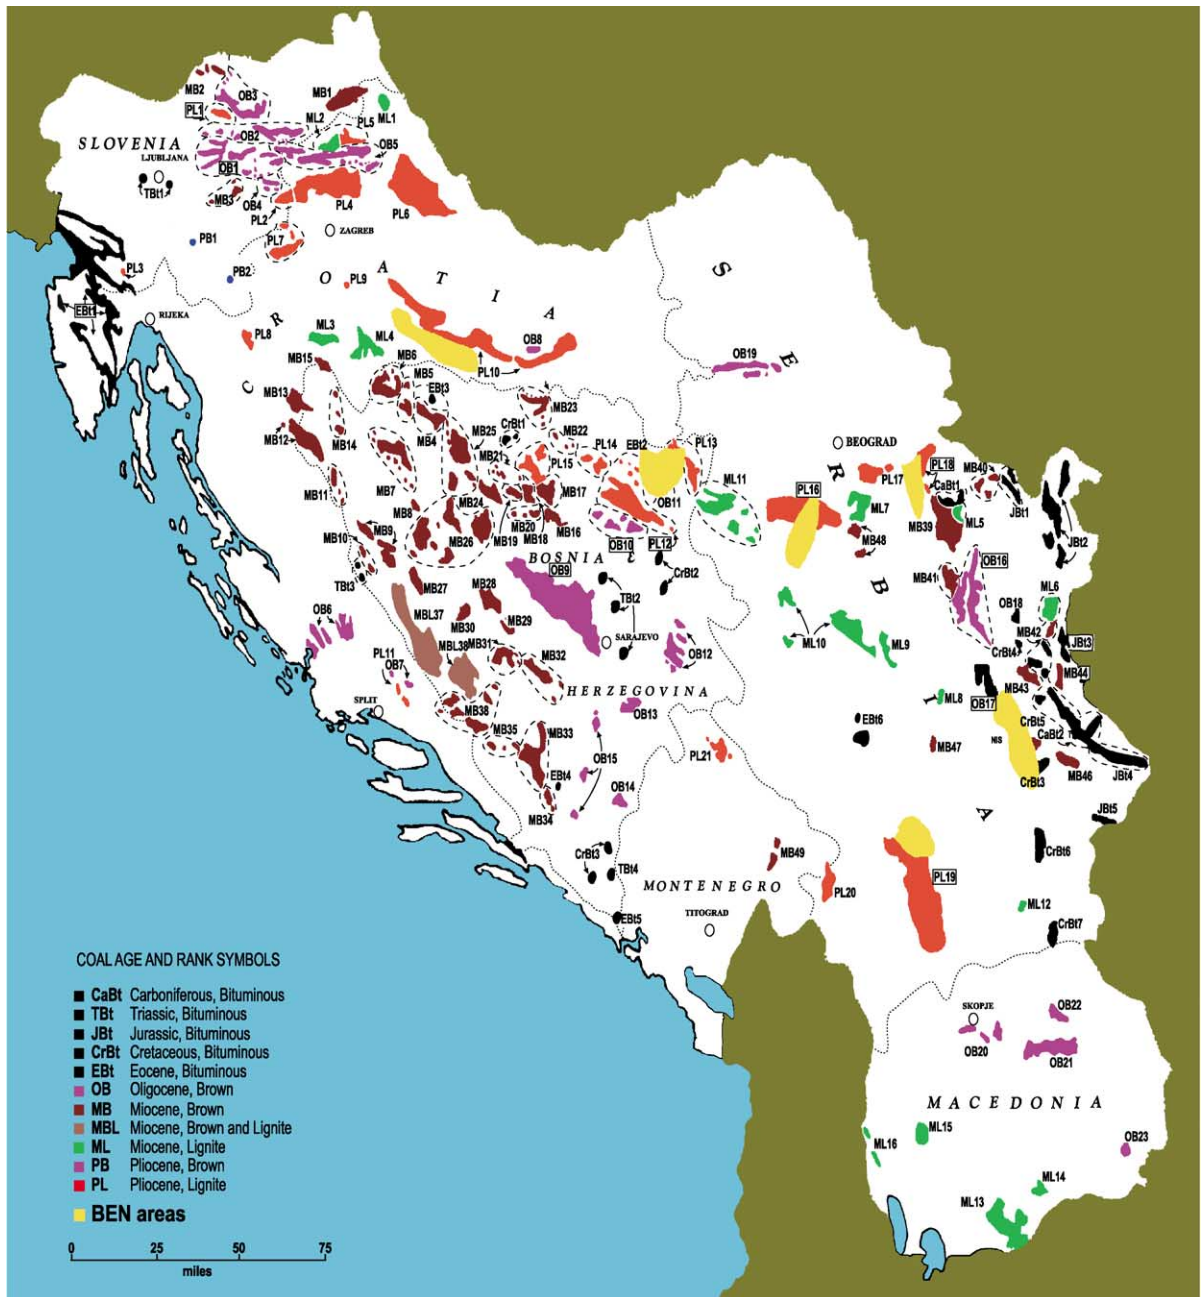 MB2
OB3
PL1
MB1
ML1
ML2
PL5
OB2
OB5
SLOVENIA
LJUBLJANA
OB1
TBt1
MB3
OB4
PL2
PL4
PL6
PL7
ZAGREB
PB1
PB2
PL3
PL9
CROATIA
EBt1
RIJEKA
PL8
ML3
ML4
OB8
PL10
SERBIA
OB19
MB15
MB6
MB5
EBt3
MB13
MB23
MB12
MB14
MB4
MB25
CrBt1
MB22
PL14
EBt2
PL13
BEOGRAD
MB21
PL15
PL17
PL18
MB40
CaBt1
JBt1
MB11
MB7
MB17
OB11
ML11
PL16
ML7
MB39
ML5
JBt2
MB8
MB24
MB20
MB16
MB10
MB9
MB26
MB19
MB18
OB10
PL12
MB48
BOSNIA
OB9
CrBt2
MB41
OB16
TBt3
MB27
MB28
TBt2
ML6
OB18
MBL37
MB30
MB29
OB6
ML10
ML9
MB42
JBt3
SARAJEVO
MBL38
MB31
MB32
OB12
CrBt4
PL11
OB7
MB44
MB43
HERZEGOVINA
ML8
OB17
SPLIT
MB38
OB13
EBt6
CrBt5
MB35
MB33
CaBt2
NIS
OB15
PL21
MB47
EBt4
CrBt3
MB46
JBt4
MB34
OB14
JBt5
CrBt3
TBt4
MB49
CrBt6
MONTENEGRO
PL20
PL19
EBt5
TITOGRAD
ML12
CrBt7
COAL AGE AND RANK SYMBOLS
CaBt Carboniferous, Bituminous
TBt Triassic, Bituminous
JBt Jurassic, Bituminous
CrBt Cretaceous, Bituminous
EBt Eocene, Bituminous
OB Oligocene, Brown
MB Miocene, Brown
MBL Miocene, Brown and Lignite
ML Miocene, Lignite
PB Pliocene, Brown
PL Pliocene, Lignite
BEN areas
0 25 50 75
miles
SKOPJE
OB22
OB20
OB21
MACEDONIA
ML15
ML16
OB23
ML14
ML13